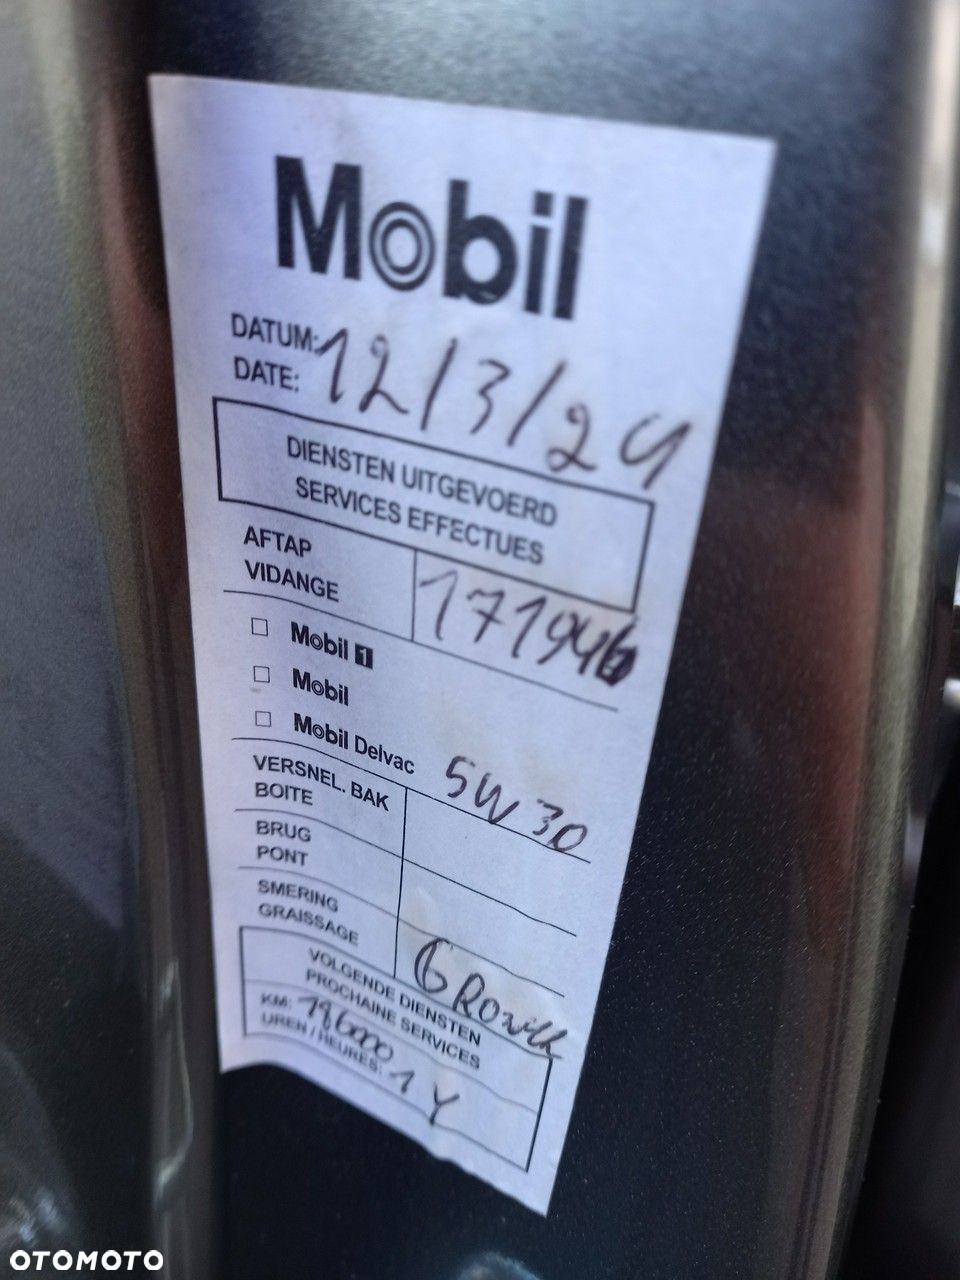 Mobil
DATUM: 12/3/24
DATE:
DIENSTEN UITGEVOERD
SERVICES EFFECTUES
AFTAP
VIDANGE
171946
Mobil 1
Mobil
Mobil Delvac
5W30
VERSNEL. BAK
BOITE
BRUG
PONT
SMERING
GRAISSAGE
VOLGENDE DIENSTEN
PROCHAINE SERVICES
KM: 186000
UREN / HEURES: 1 Y
OTOMOTO